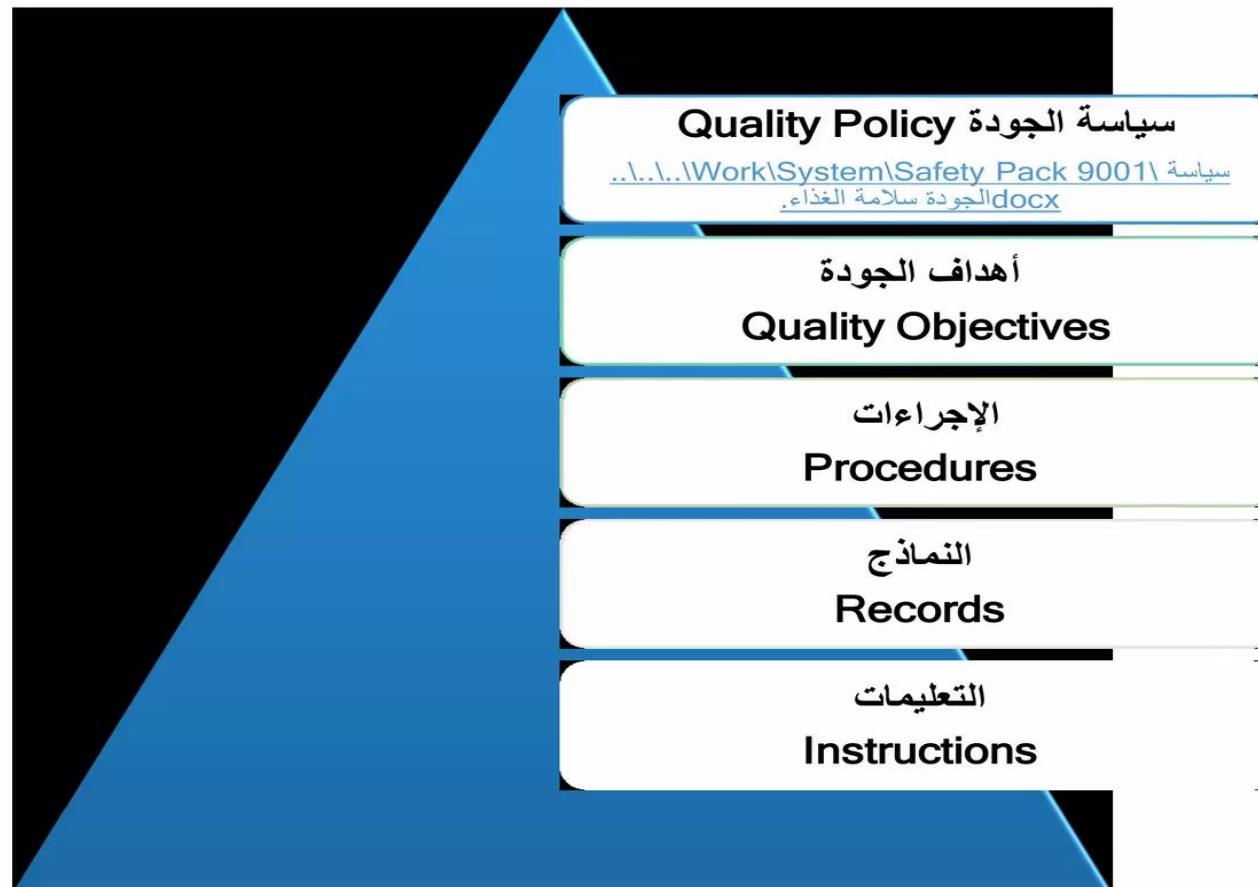 سياسة الجودة Quality Policy
..\..\..\Work\System\Safety Pack 9001\ سياسة
الجودة سلامة الغذاء.docx
أهداف الجودة
Quality Objectives
الإجراءات
Procedures
النماذج
Records
التعليمات
Instructions